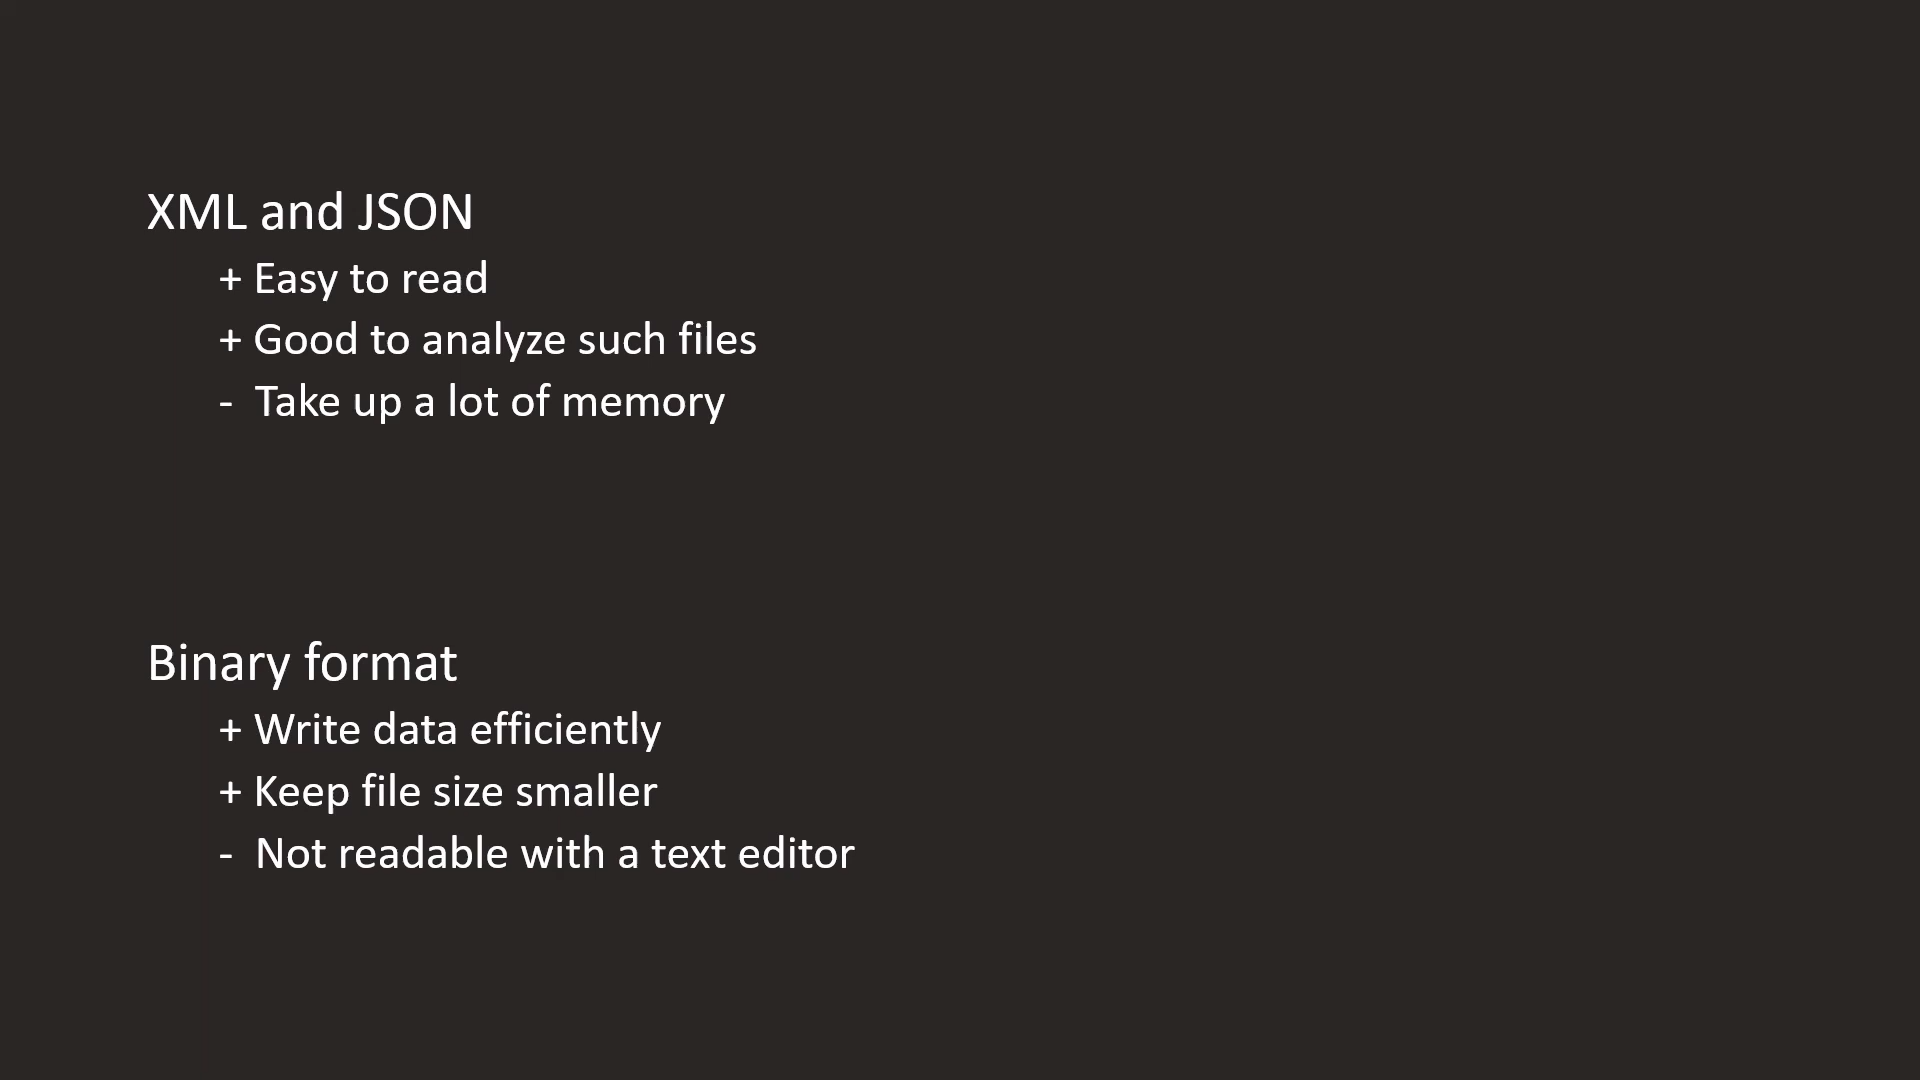 XML and JSON
+ Easy to read
+ Good to analyze such files
- Take up a lot of memory
Binary format
+ Write data efficiently
+ Keep file size smaller
- Not readable with a text editor